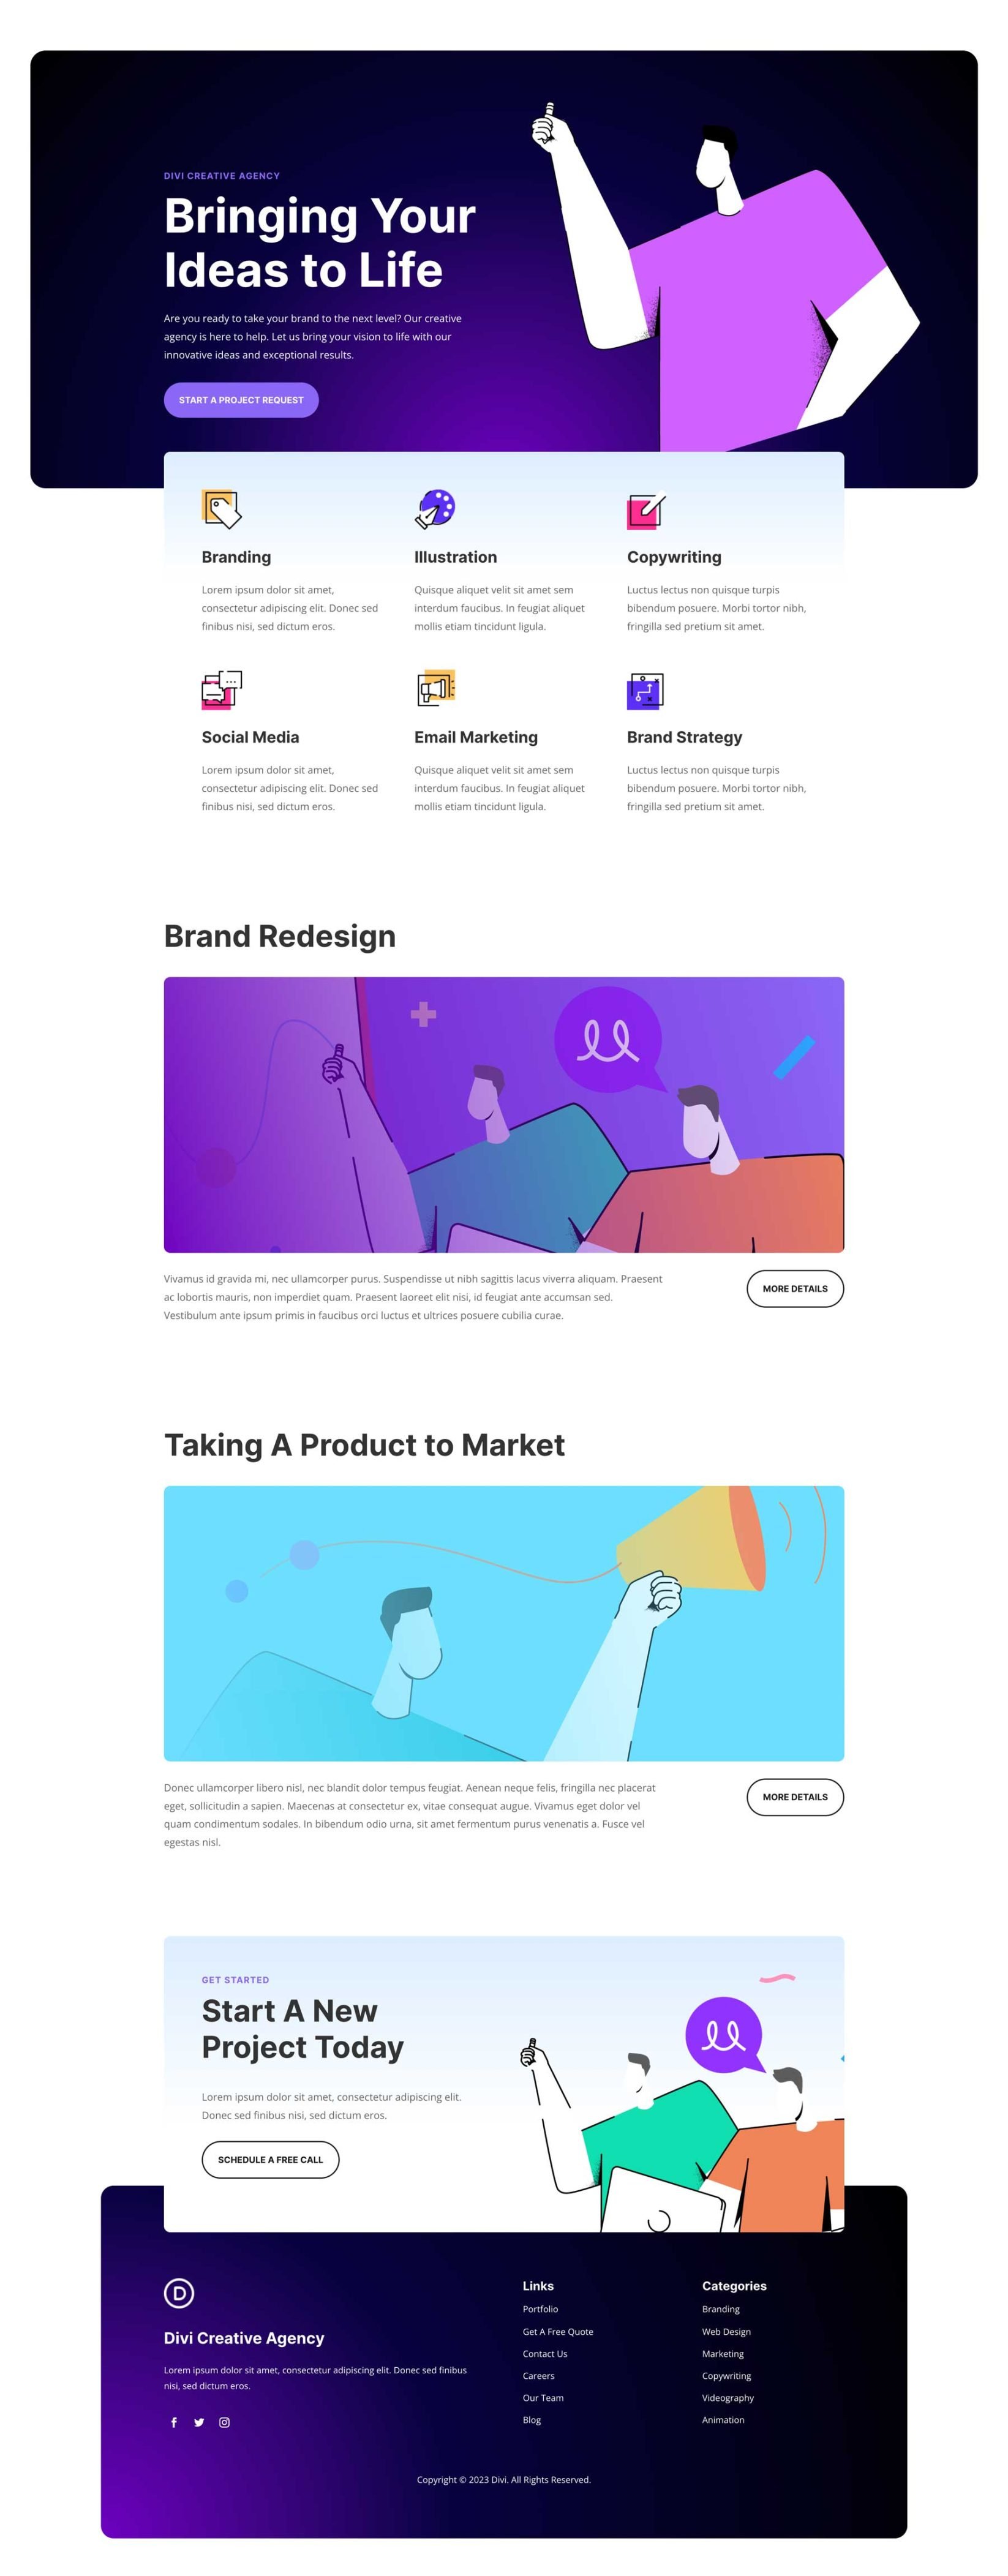 DIVI CREATIVE AGENCY
Bringing Your
Ideas to Life
Are you ready to take your brand to the next level? Our creative
agency is here to help. Let us bring your vision to life with our
innovative ideas and exceptional results.
START A PROJECT REQUEST
Branding
Lorem ipsum dolor sit amet,
consectetur adipiscing elit. Donec sed
finibus nisi, sed dictum eros.
Illustration
Quisque aliquet velit sit amet sem
interdum faucibus. In feugiat aliquet
mollis etiam tincidunt ligula.
Copywriting
Luctus lectus non quisque turpis
bibendum posuere. Morbi tortor nibh,
fringilla sed pretium sit amet.
Social Media
Lorem ipsum dolor sit amet,
consectetur adipiscing elit. Donec sed
finibus nisi, sed dictum eros.
Email Marketing
Quisque aliquet velit sit amet sem
interdum faucibus. In feugiat aliquet
mollis etiam tincidunt ligula.
Brand Strategy
Luctus lectus non quisque turpis
bibendum posuere. Morbi tortor nibh,
fringilla sed pretium sit amet.
Brand Redesign
Vivamus id gravida mi, nec ullamcorper purus. Suspendisse ut nibh sagittis lacus viverra aliquam. Praesent
ac lobortis mauris, non imperdiet quam. Praesent laoreet elit nisi, id feugiat ante accumsan sed.
Vestibulum ante ipsum primis in faucibus orci luctus et ultrices posuere cubilia curae.
MORE DETAILS
Taking A Product to Market
Donec ullamcorper libero nisl, nec blandit dolor tempus feugiat. Aenean neque felis, fringilla nec placerat
eget, sollicitudin a sapien. Maecenas at consectetur ex, vitae consequat augue. Vivamus eget dolor vel
quam condimentum sodales. In bibendum odio urna, sit amet fermentum purus venenatis a. Fusce vel
egestas nisl.
MORE DETAILS
GET STARTED
Start A New
Project Today
Lorem ipsum dolor sit amet, consectetur adipiscing elit.
Donec sed finibus nisi, sed dictum eros.
SCHEDULE A FREE CALL
D
Divi Creative Agency
Lorem ipsum dolor sit amet, consectetur adipiscing elit. Donec sed finibus
nisi, sed dictum eros.
Links
Portfolio
Get A Free Quote
Contact Us
Careers
Our Team
Blog
Categories
Branding
Web Design
Marketing
Copywriting
Videography
Animation
Copyright © 2023 Divi. All Rights Reserved.